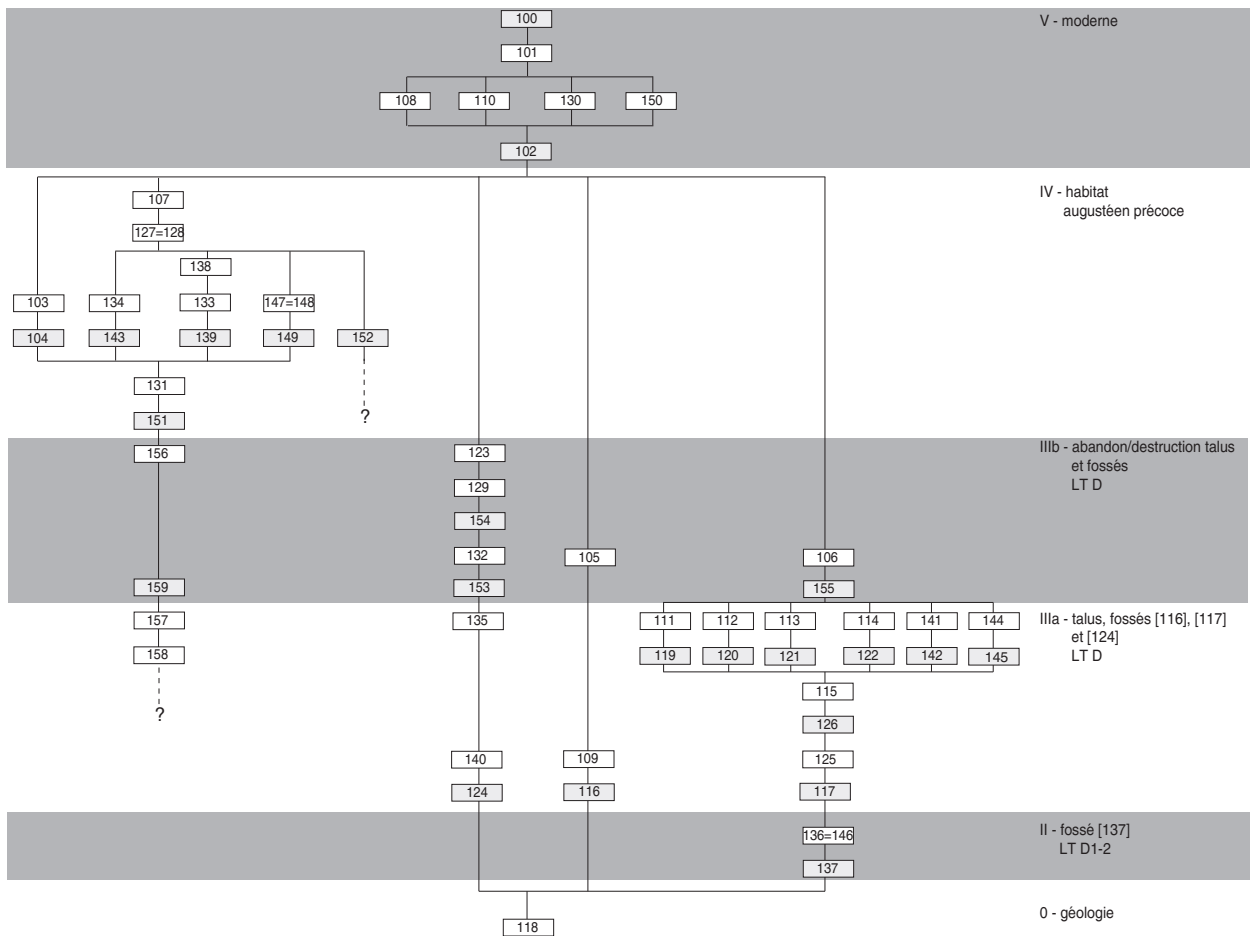 100
V - moderne
101
108 110 130 150
102
IV - habitat
augustéen précoce
107
127=128
138
103 134 133 147=148
104 143 139 149 152
131
?
151
IIIb - abandon/destruction talus
et fossés
LT D
156 123
129
154
132 105 106
159 153 155
IIIa - talus, fossés [116], [117]
et [124]
LT D
157 135 111 112 113 114 141 144
158 119 120 121 122 142 145
?
115
126
140 109 125
124 116 117
II - fossé [137]
LT D1-2
136=146
137
0 - géologie
118